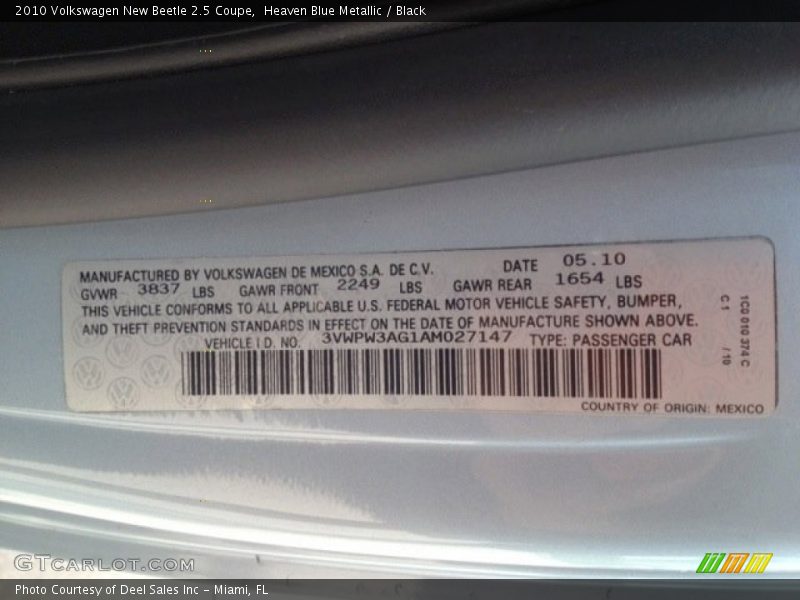 2010 Volkswagen New Beetle 2.5 Coupe,  Heaven Blue Metallic / Black
MANUFACTURED BY VOLKSWAGEN DE MEXICO S.A. DE C.V. DATE 05.10
GVWR 3837 LBS GAWR FRONT 2249 LBS GAWR REAR 1654 LBS
THIS VEHICLE CONFORMS TO ALL APPLICABLE U.S. FEDERAL MOTOR VEHICLE SAFETY, BUMPER,
AND THEFT PREVENTION STANDARDS IN EFFECT ON THE DATE OF MANUFACTURE SHOWN ABOVE.
VEHICLE I.D. NO. 3VWPW3AG1AM027147 TYPE: PASSENGER CAR
COUNTRY OF ORIGIN: MEXICO
1C0 010 374 C
C1 / 10
GTcarlot.com
Photo Courtesy of Deel Sales Inc - Miami, FL